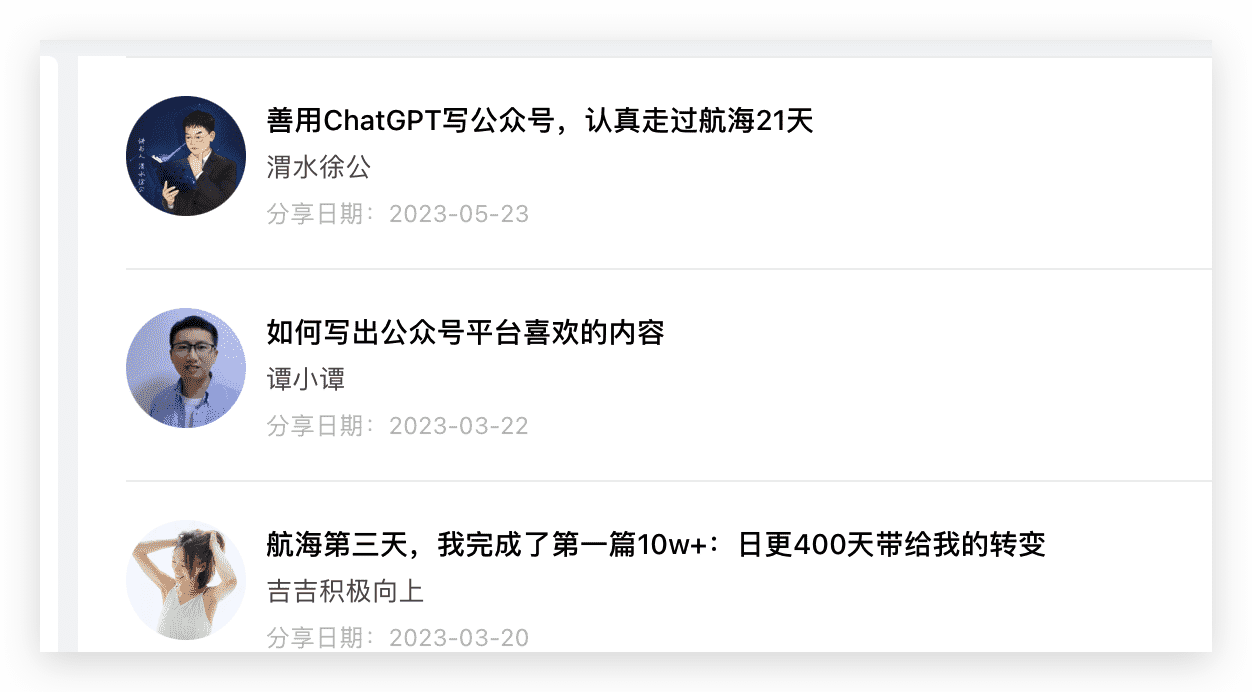 善用ChatGPT写公众号，认真走过航海21天
渭水徐公
分享日期：2023-05-23
如何写出公众号平台喜欢的内容
谭小谭
分享日期：2023-03-22
航海第三天，我完成了第一篇10w+：日更400天带给我的转变
吉吉积极向上
分享日期：2023-03-20